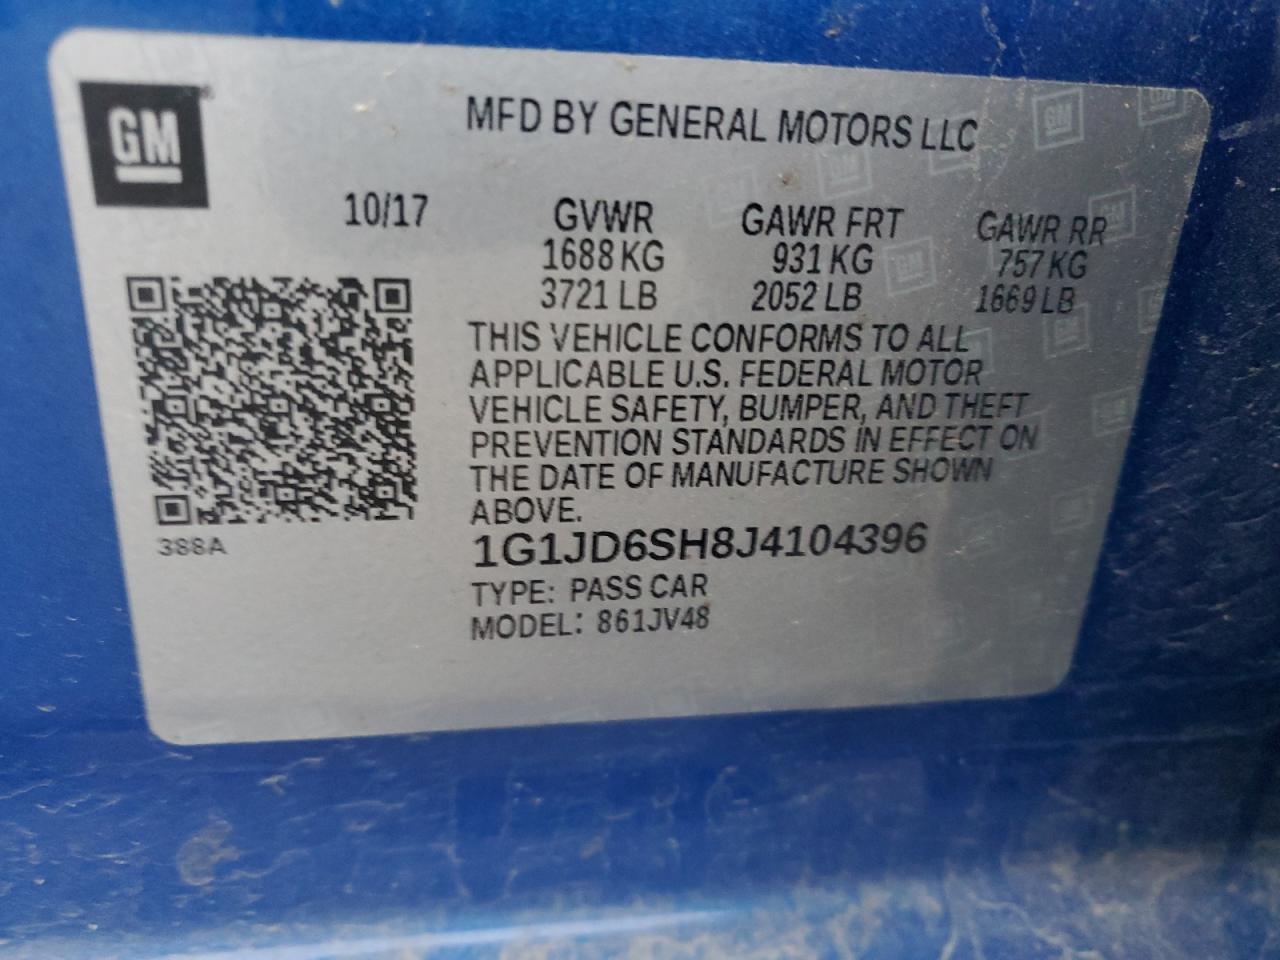 GM
MFD BY GENERAL MOTORS LLC
10/17 GVWR GAWR FRT GAWR RR
1688 KG 931 KG 757 KG
3721 LB 2052 LB 1669 LB
THIS VEHICLE CONFORMS TO ALL
APPLICABLE U.S. FEDERAL MOTOR
VEHICLE SAFETY, BUMPER, AND THEFT
PREVENTION STANDARDS IN EFFECT ON
THE DATE OF MANUFACTURE SHOWN
ABOVE.
388A
1G1JD6SH8J4104396
TYPE: PASS CAR
MODEL: 861JV48